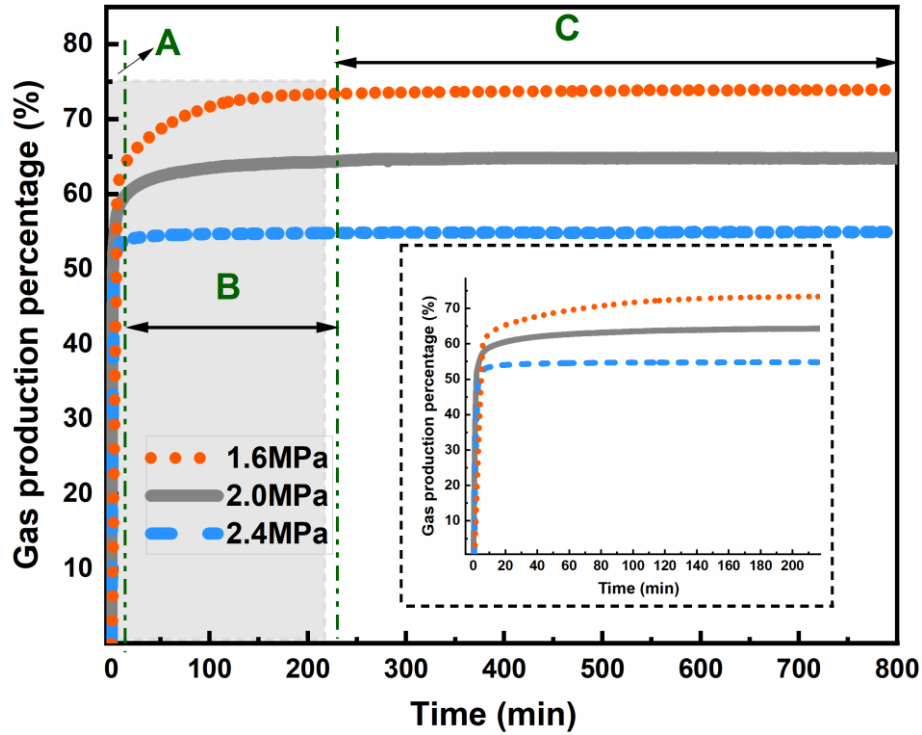 Gas production percentage (%)
80
70
60
50
40
30
20
10
A
B
C
1.6MPa
2.0MPa
2.4MPa
0 100 200 300 400 500 600 700 800
Time (min)
Gas production percentage (%)
70
60
50
40
30
20
10
0 20 40 60 80 100 120 140 160 180 200
Time (min)